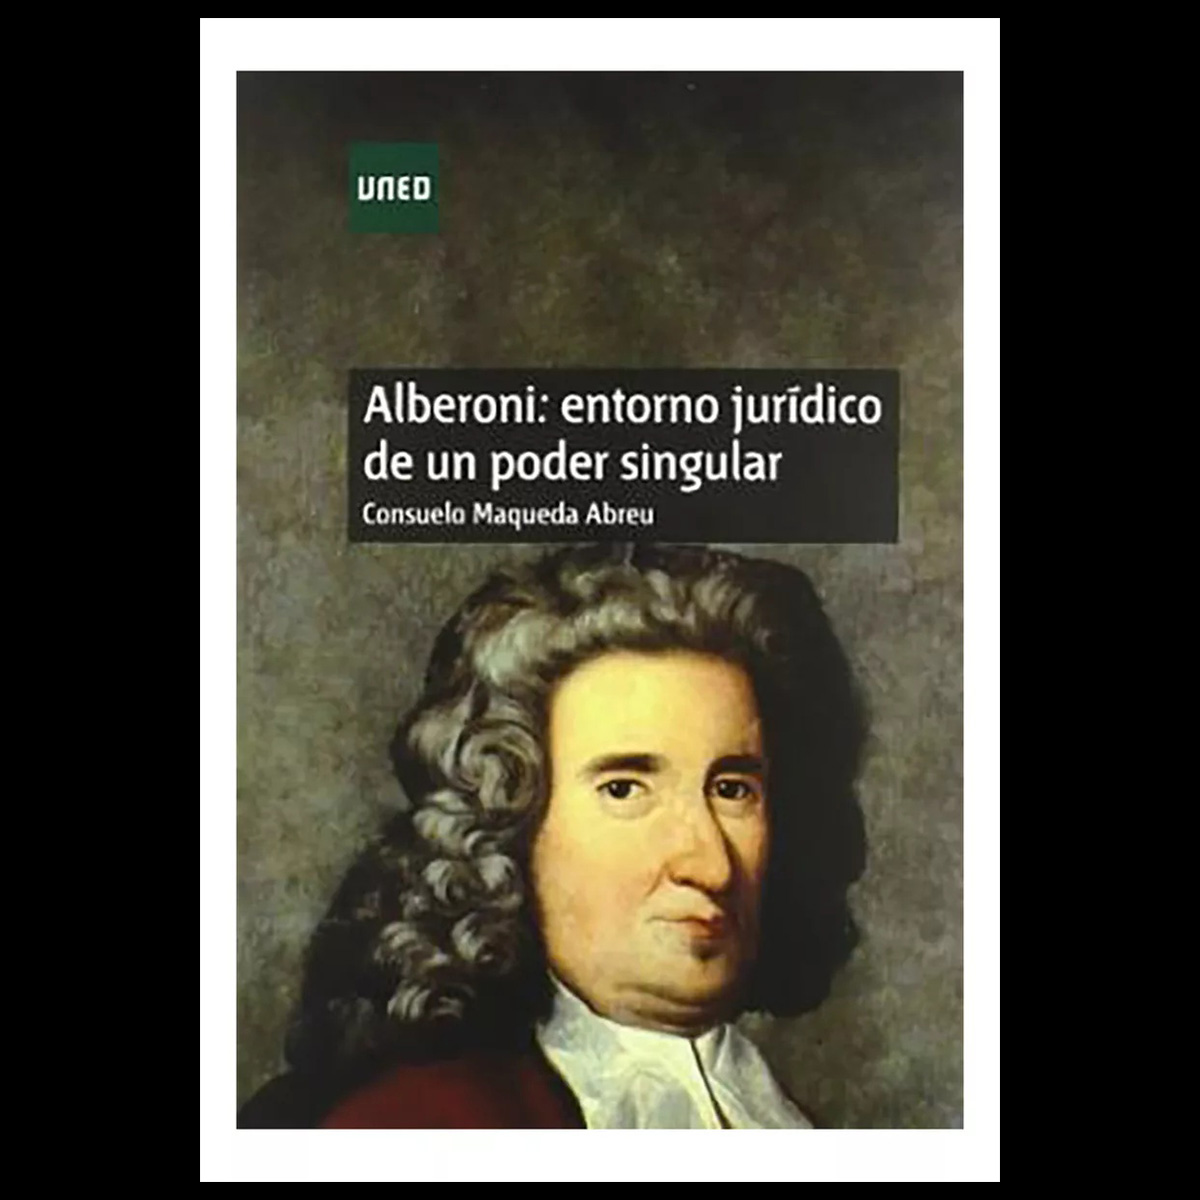 UNED
Alberoni: entorno jurídico
de un poder singular
Consuelo Maqueda Abreu